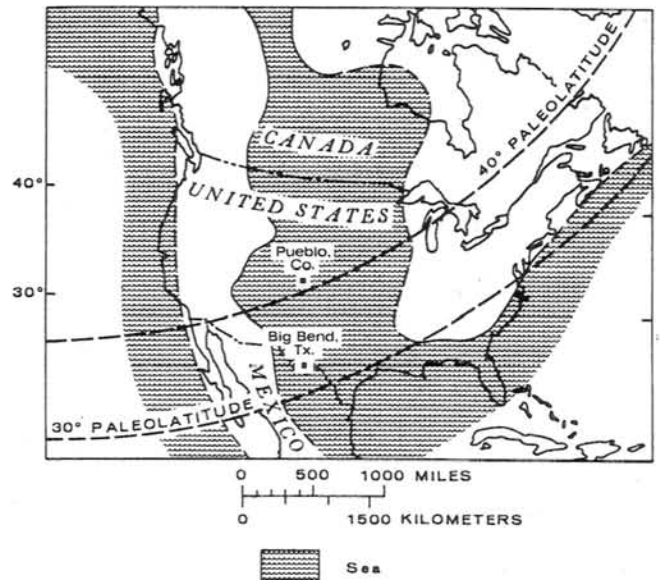 CANADA
40° PALEOLATITUDE
40°
UNITED STATES
Pueblo,
Co.
30°
Big Bend,
Tx.
MEXICO
30° PALEOLATITUDE
0 500 1000 MILES
0 1500 KILOMETERS
Sea